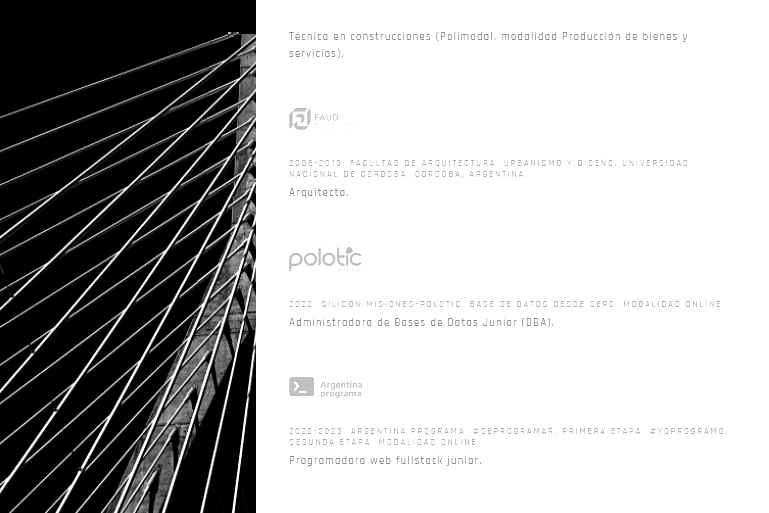 Técnica en construcciones (Polimodal, modalidad Producción de bienes y
servicios).
FAUD
2006-2013. FACULTAD DE ARQUITECTURA, URBANISMO Y DISEÑO. UNIVERSIDAD
NACIONAL DE CÓRDOBA. CÓRDOBA, ARGENTINA.
Arquitecta.
polotic
2022. SILICON MISIONES-POLOTIC. BASE DE DATOS DESDE CERO. MODALIDAD ONLINE.
Administradora de Bases de Datos Junior (DBA).
Argentina
programa
2022-2023. ARGENTINA PROGRAMA. #SEPROGRAMAR, PRIMERA ETAPA. #YOPROGRAMO,
SEGUNDA ETAPA. MODALIDAD ONLINE.
Programadora web fullstack junior.